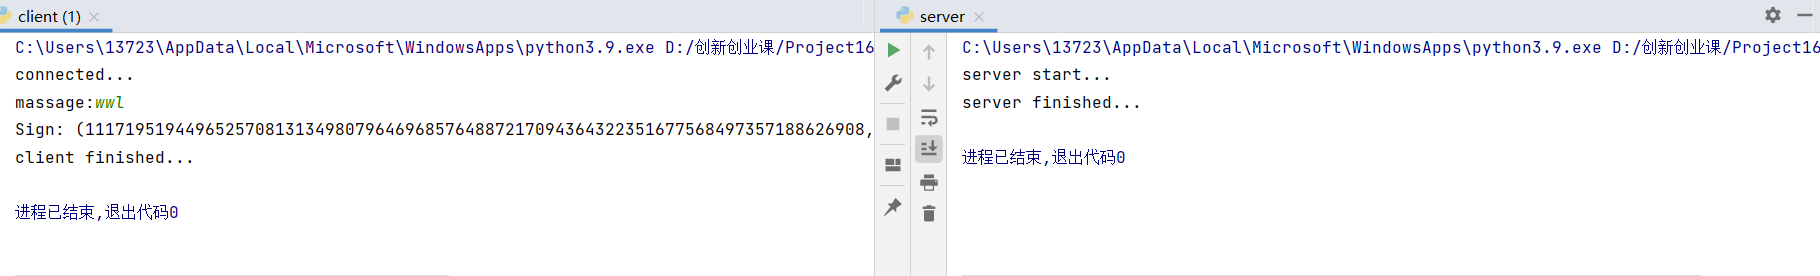 client (1)
C:\Users\13723\AppData\Local\Microsoft\WindowsApps\python3.9.exe D:/创新创业课/Project16
connected...
massage:wwl
Sign: (111719519449652570813134980796469685764887217094364322351677568497357188626908,
client finished...
进程已结束,退出代码0
server
C:\Users\13723\AppData\Local\Microsoft\WindowsApps\python3.9.exe D:/创新创业课/Project16
server start...
server finished...
进程已结束,退出代码0